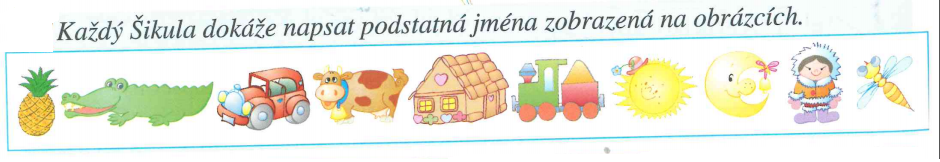 Každý Šikula dokáže napsat podstatná jména zobrazená na obrázcích.